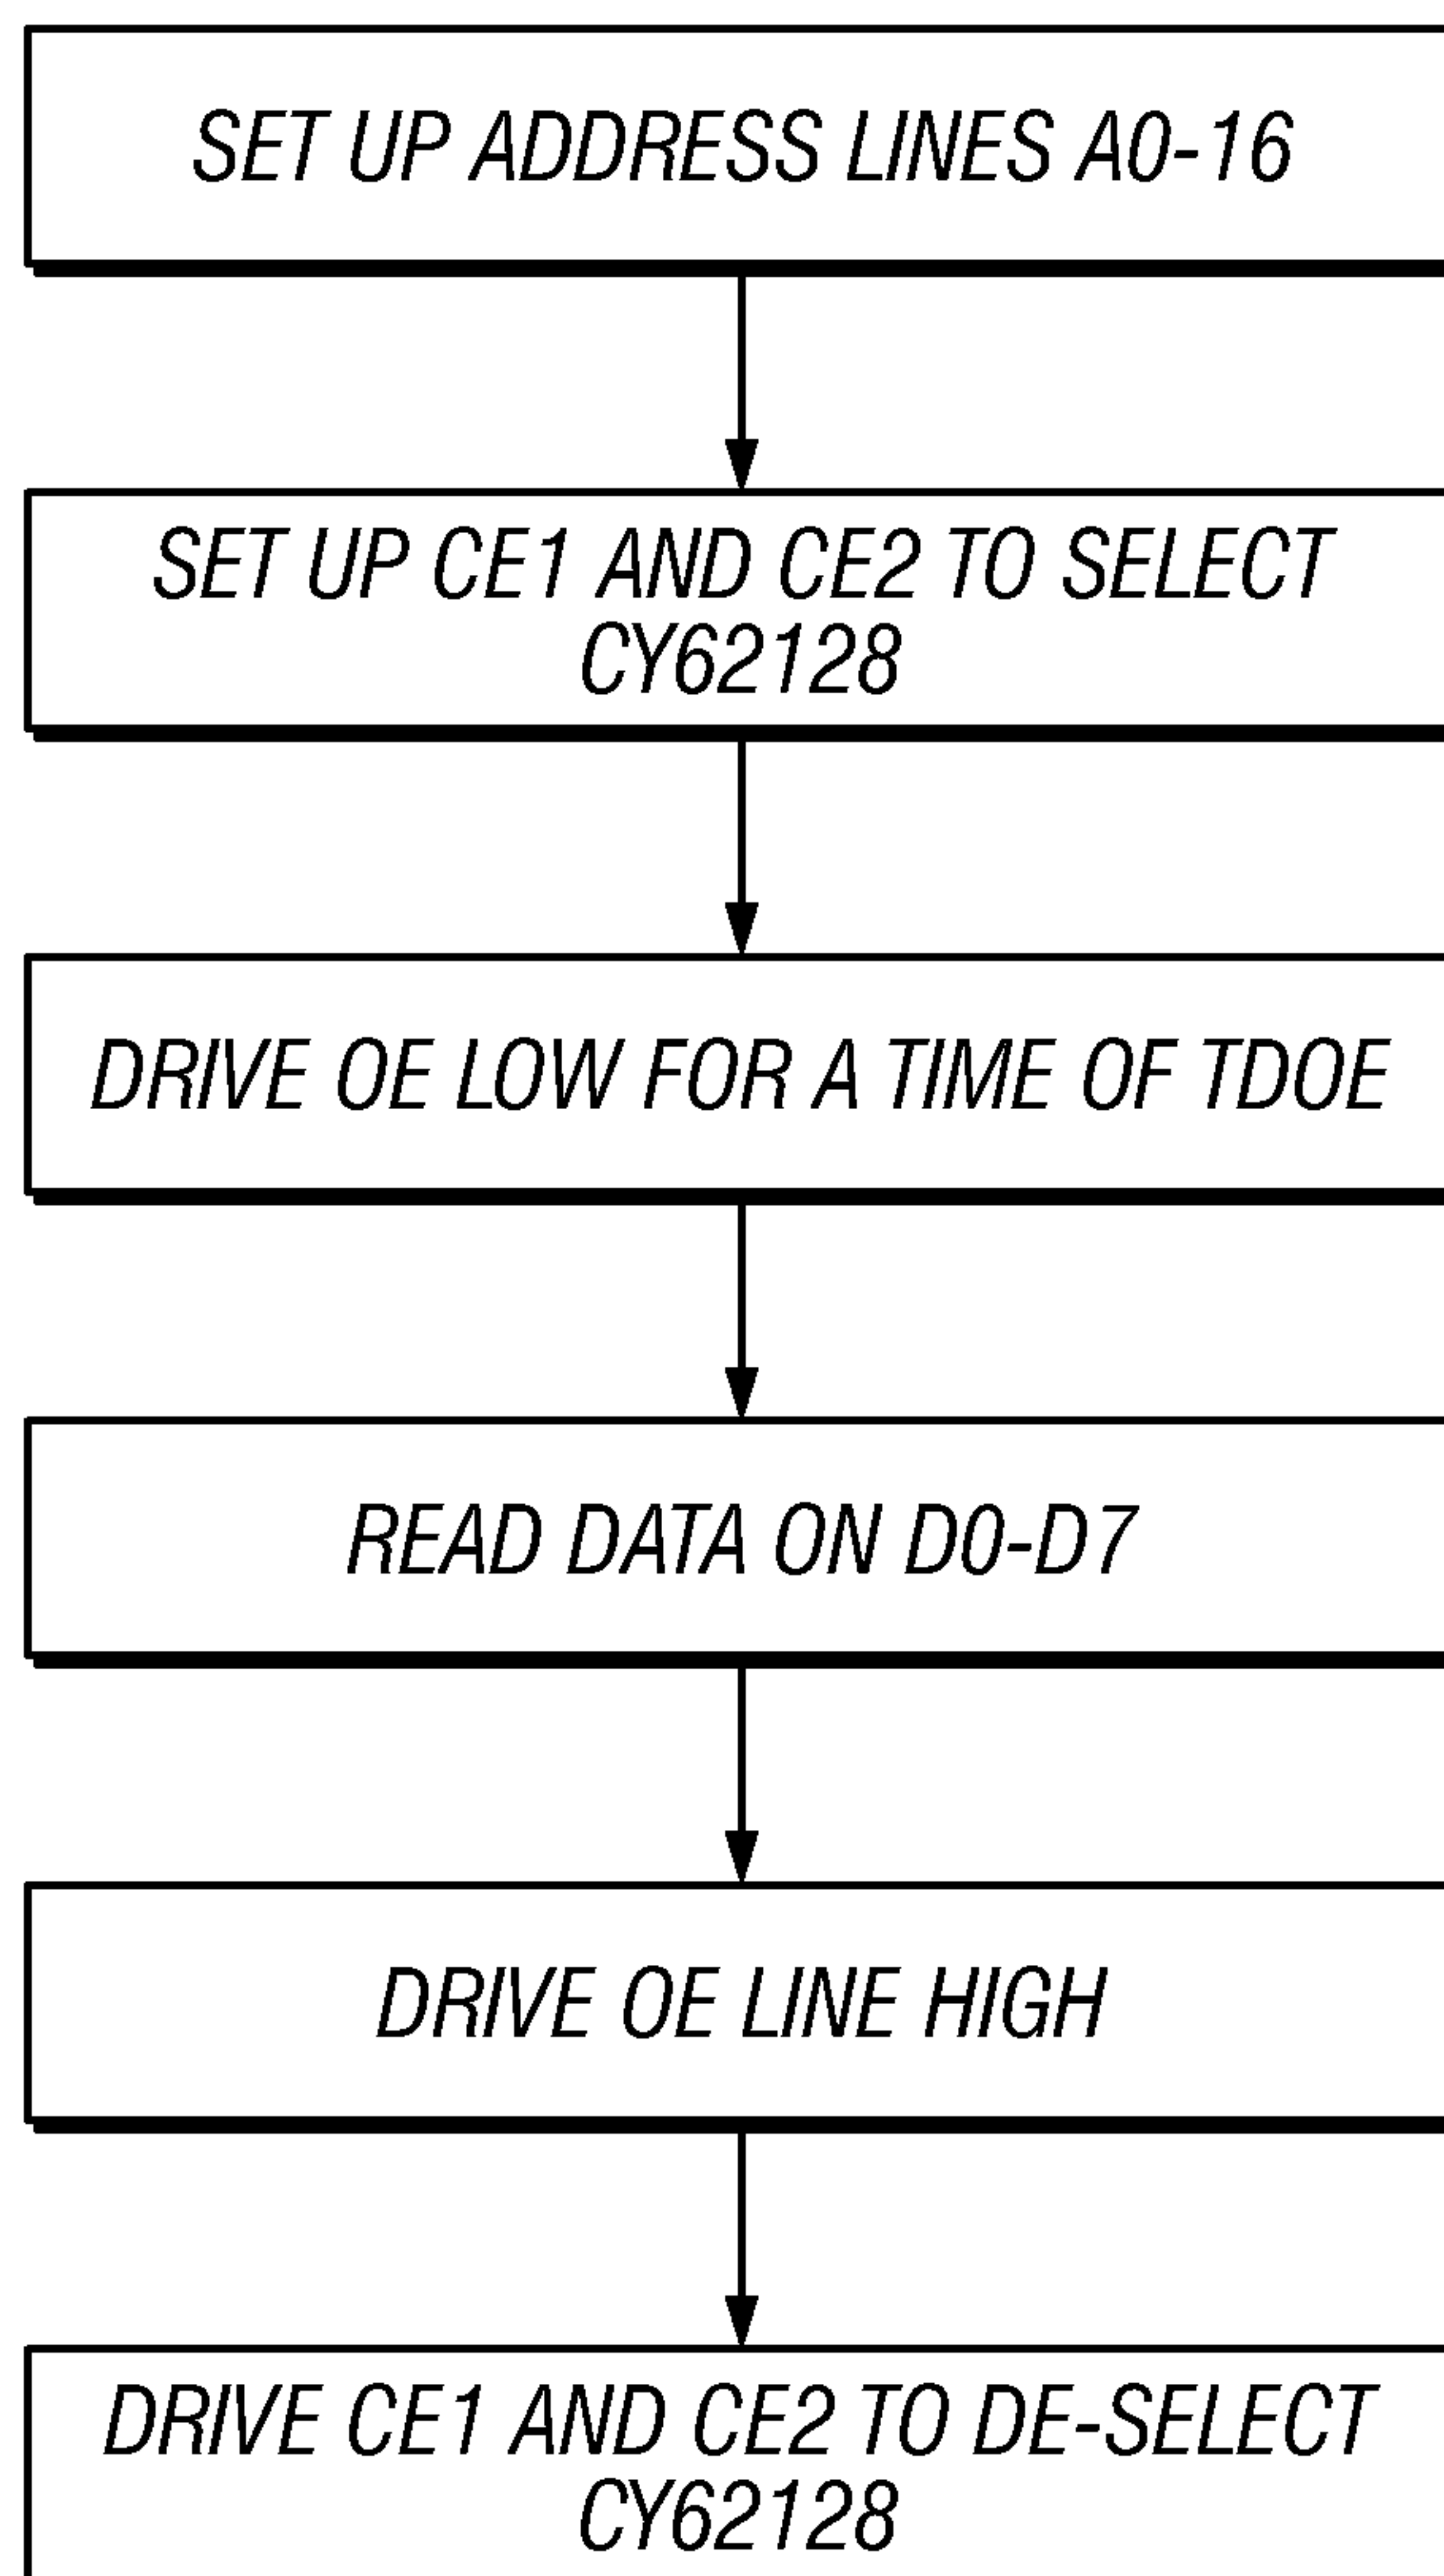 SET UP ADDRESS LINES A0-16
SET UP CE1 AND CE2 TO SELECT
CY62128
DRIVE OE LOW FOR A TIME OF TDOE
READ DATA ON D0-D7
DRIVE OE LINE HIGH
DRIVE CE1 AND CE2 TO DE-SELECT
CY62128